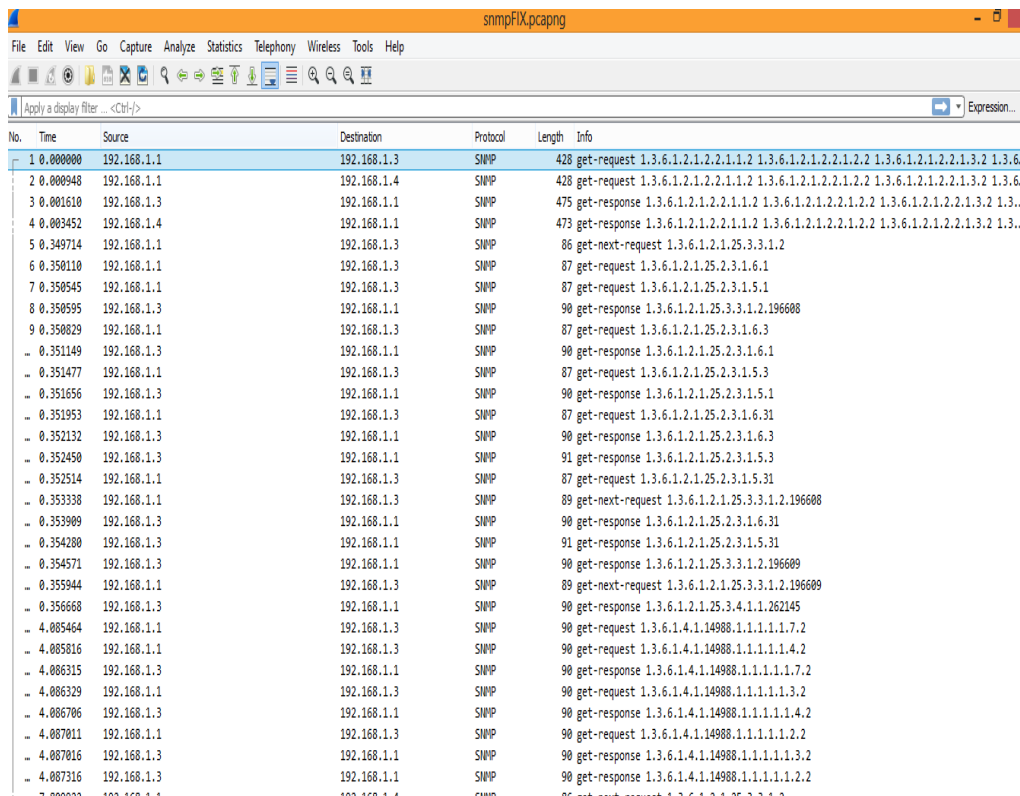 snmpFIX.pcapng
File Edit View Go Capture Analyze Statistics Telephony Wireless Tools Help
Apply a display filter ... <Ctrl-/> Expression...
No. Time Source Destination Protocol Length Info
1 0.000000 192.168.1.1 192.168.1.3 SNMP 428 get-request 1.3.6.1.2.1.2.2.1.1.2 1.3.6.1.2.1.2.2.1.2.2 1.3.6.1.2.1.2.2.1.3.2 1.3.6.
2 0.000948 192.168.1.1 192.168.1.4 SNMP 428 get-request 1.3.6.1.2.1.2.2.1.1.2 1.3.6.1.2.1.2.2.1.2.2 1.3.6.1.2.1.2.2.1.3.2 1.3.6.
3 0.001610 192.168.1.3 192.168.1.1 SNMP 475 get-response 1.3.6.1.2.1.2.2.1.1.2 1.3.6.1.2.1.2.2.1.2.2 1.3.6.1.2.1.2.2.1.3.2 1.3...
4 0.003452 192.168.1.4 192.168.1.1 SNMP 473 get-response 1.3.6.1.2.1.2.2.1.1.2 1.3.6.1.2.1.2.2.1.2.2 1.3.6.1.2.1.2.2.1.3.2 1.3...
5 0.349714 192.168.1.1 192.168.1.3 SNMP 86 get-next-request 1.3.6.1.2.1.25.3.3.1.2
6 0.350110 192.168.1.1 192.168.1.3 SNMP 87 get-request 1.3.6.1.2.1.25.2.3.1.6.1
7 0.350545 192.168.1.1 192.168.1.3 SNMP 87 get-request 1.3.6.1.2.1.25.2.3.1.5.1
8 0.350595 192.168.1.3 192.168.1.1 SNMP 90 get-response 1.3.6.1.2.1.25.3.3.1.2.196608
9 0.350829 192.168.1.1 192.168.1.3 SNMP 87 get-request 1.3.6.1.2.1.25.2.3.1.6.3
... 0.351149 192.168.1.3 192.168.1.1 SNMP 90 get-response 1.3.6.1.2.1.25.2.3.1.6.1
... 0.351477 192.168.1.1 192.168.1.3 SNMP 87 get-request 1.3.6.1.2.1.25.2.3.1.5.3
... 0.351656 192.168.1.3 192.168.1.1 SNMP 90 get-response 1.3.6.1.2.1.25.2.3.1.5.1
... 0.351953 192.168.1.1 192.168.1.3 SNMP 87 get-request 1.3.6.1.2.1.25.2.3.1.6.31
... 0.352132 192.168.1.3 192.168.1.1 SNMP 90 get-response 1.3.6.1.2.1.25.2.3.1.6.3
... 0.352450 192.168.1.3 192.168.1.1 SNMP 91 get-response 1.3.6.1.2.1.25.2.3.1.5.3
... 0.352514 192.168.1.1 192.168.1.3 SNMP 87 get-request 1.3.6.1.2.1.25.2.3.1.5.31
... 0.353338 192.168.1.1 192.168.1.3 SNMP 89 get-next-request 1.3.6.1.2.1.25.3.3.1.2.196608
... 0.353909 192.168.1.3 192.168.1.1 SNMP 90 get-response 1.3.6.1.2.1.25.2.3.1.6.31
... 0.354280 192.168.1.3 192.168.1.1 SNMP 91 get-response 1.3.6.1.2.1.25.2.3.1.5.31
... 0.354571 192.168.1.3 192.168.1.1 SNMP 90 get-response 1.3.6.1.2.1.25.3.3.1.2.196609
... 0.355944 192.168.1.1 192.168.1.3 SNMP 89 get-next-request 1.3.6.1.2.1.25.3.3.1.2.196609
... 0.356668 192.168.1.3 192.168.1.1 SNMP 90 get-response 1.3.6.1.2.1.25.3.4.1.1.262145
... 4.085464 192.168.1.1 192.168.1.3 SNMP 90 get-request 1.3.6.1.4.1.14988.1.1.1.1.1.7.2
... 4.085816 192.168.1.1 192.168.1.3 SNMP 90 get-request 1.3.6.1.4.1.14988.1.1.1.1.1.4.2
... 4.086315 192.168.1.3 192.168.1.1 SNMP 90 get-response 1.3.6.1.4.1.14988.1.1.1.1.1.7.2
... 4.086329 192.168.1.1 192.168.1.3 SNMP 90 get-request 1.3.6.1.4.1.14988.1.1.1.1.1.3.2
... 4.086706 192.168.1.3 192.168.1.1 SNMP 90 get-response 1.3.6.1.4.1.14988.1.1.1.1.1.4.2
... 4.087011 192.168.1.1 192.168.1.3 SNMP 90 get-request 1.3.6.1.4.1.14988.1.1.1.1.1.2.2
... 4.087016 192.168.1.3 192.168.1.1 SNMP 90 get-response 1.3.6.1.4.1.14988.1.1.1.1.1.3.2
... 4.087316 192.168.1.3 192.168.1.1 SNMP 90 get-response 1.3.6.1.4.1.14988.1.1.1.1.1.2.2